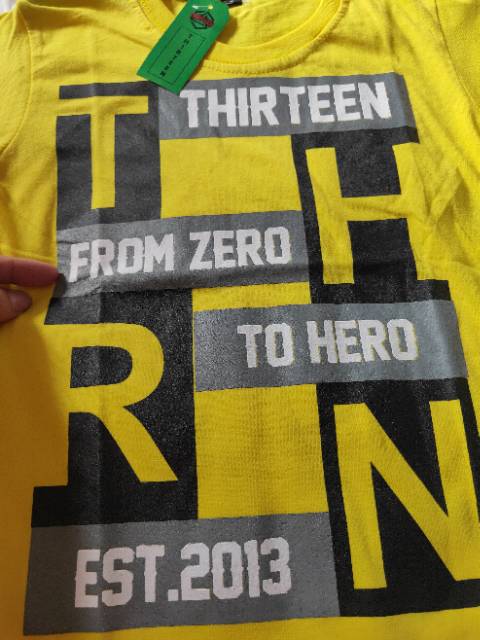 THIRTEEN
T
H
FROM ZERO
TO HERO
R
N
EST.2013